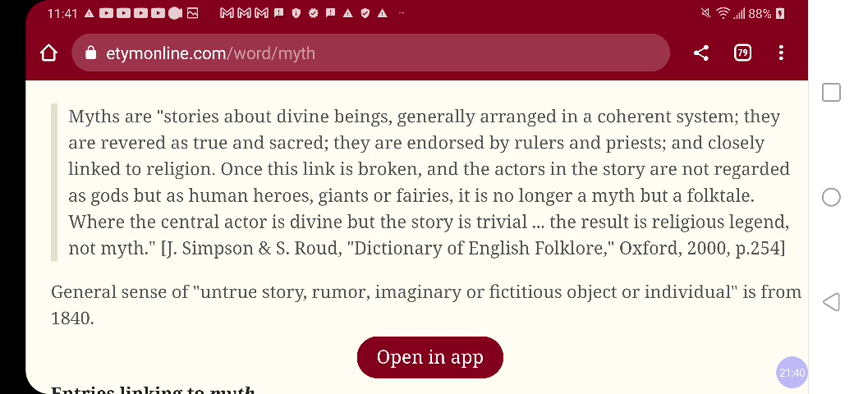 11:41
88%
etymonline.com/word/myth
79
Myths are "stories about divine beings, generally arranged in a coherent system; they
are revered as true and sacred; they are endorsed by rulers and priests; and closely
linked to religion. Once this link is broken, and the actors in the story are not regarded
as gods but as human heroes, giants or fairies, it is no longer a myth but a folktale.
Where the central actor is divine but the story is trivial ... the result is religious legend,
not myth." [J. Simpson & S. Roud, "Dictionary of English Folklore," Oxford, 2000, p.254]
General sense of "untrue story, rumor, imaginary or fictitious object or individual" is from
1840.
Open in app
21:40
Entries linking to myth